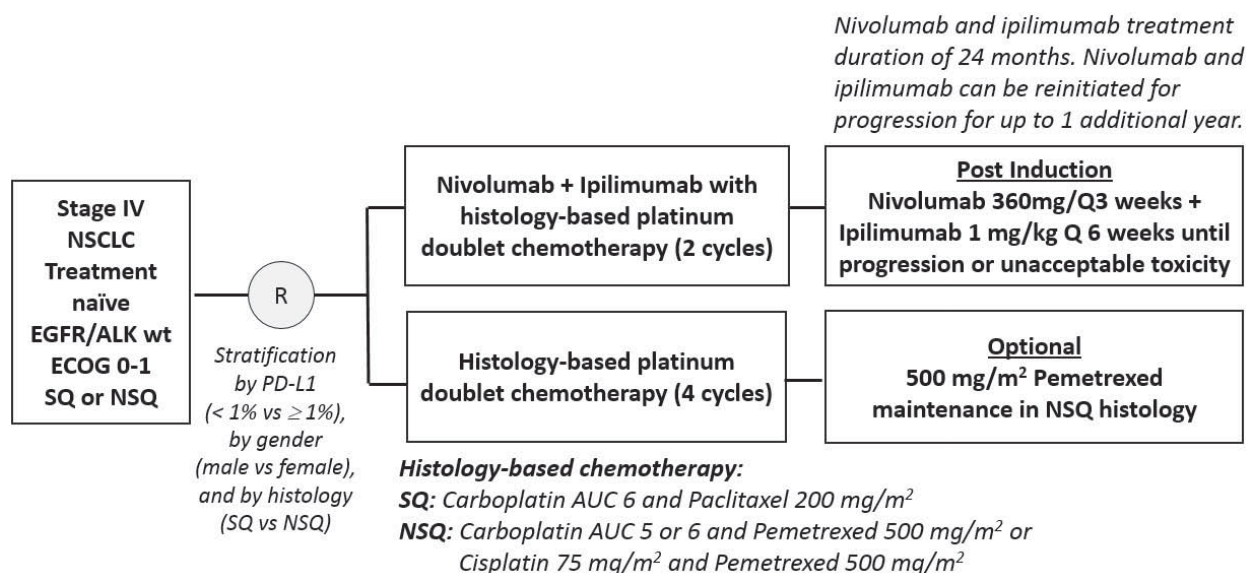 Nivolumab and ipilimumab treatment
duration of 24 months. Nivolumab and
ipilimumab can be reinitiated for
progression for up to 1 additional year.
Stage IV
NSCLC
Treatment
naïve
EGFR/ALK wt
ECOG 0-1
SQ or NSQ
R
Stratification
by PD-L1
(< 1% vs ≥ 1%),
by gender
(male vs female),
and by histology
(SQ vs NSQ)
Nivolumab + Ipilimumab with
histology-based platinum
doublet chemotherapy (2 cycles)
Post Induction
Nivolumab 360mg/Q3 weeks +
Ipilimumab 1 mg/kg Q 6 weeks until
progression or unacceptable toxicity
Histology-based platinum
doublet chemotherapy (4 cycles)
Optional
500 mg/m² Pemetrexed
maintenance in NSQ histology
Histology-based chemotherapy:
SQ: Carboplatin AUC 6 and Paclitaxel 200 mg/m²
NSQ: Carboplatin AUC 5 or 6 and Pemetrexed 500 mg/m² or
Cisplatin 75 mg/m² and Pemetrexed 500 mg/m²